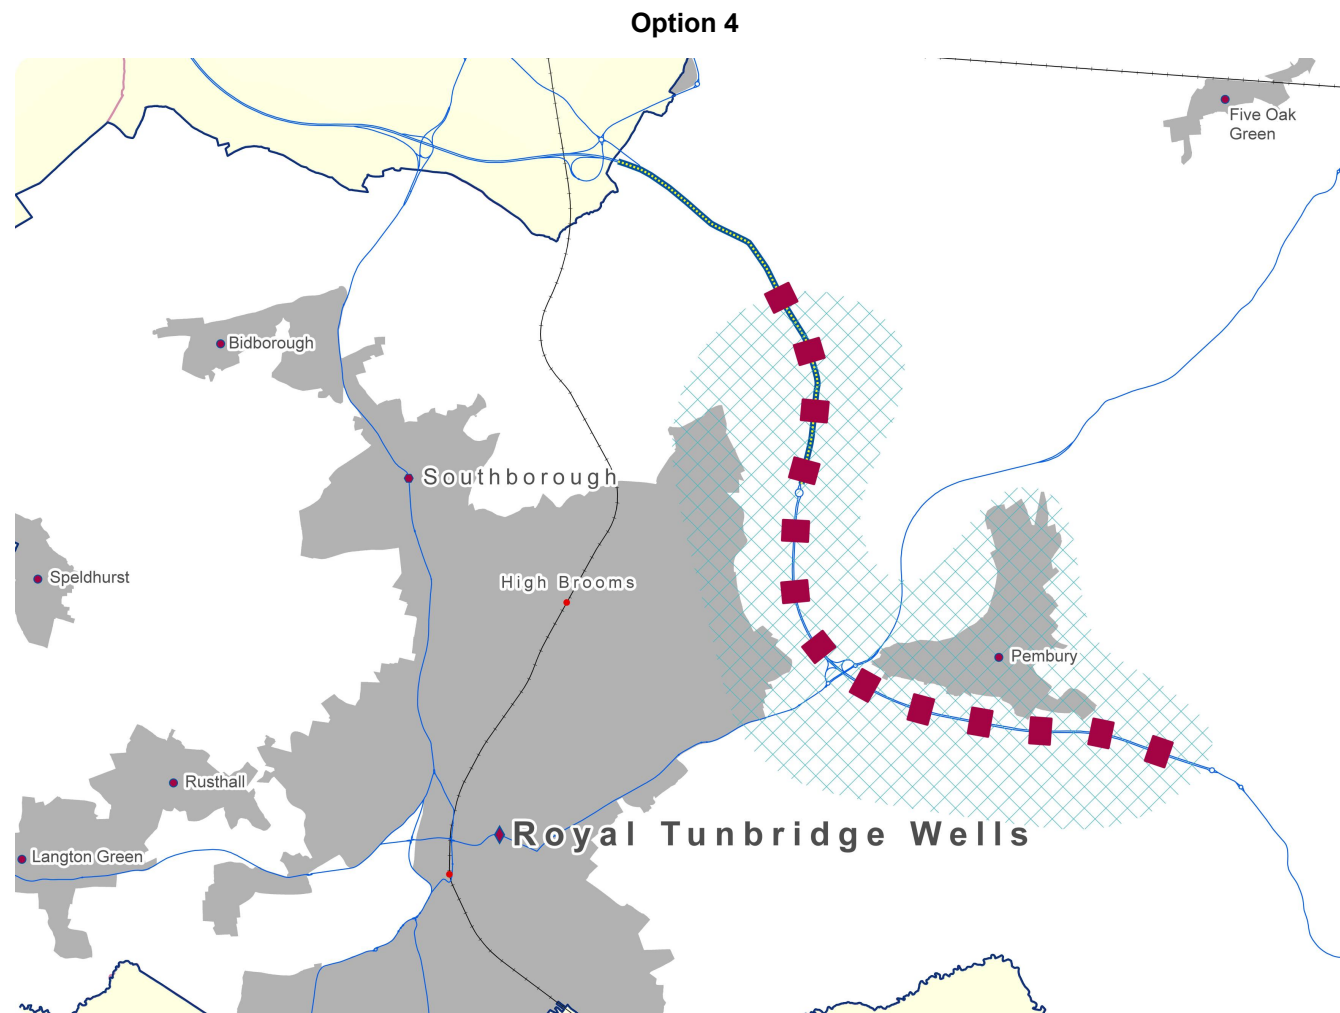 Option 4
Five Oak
Green
Bidborough
Southborough
Speldhurst
High Brooms
Pembury
Rusthall
Royal Tunbridge Wells
Langton Green